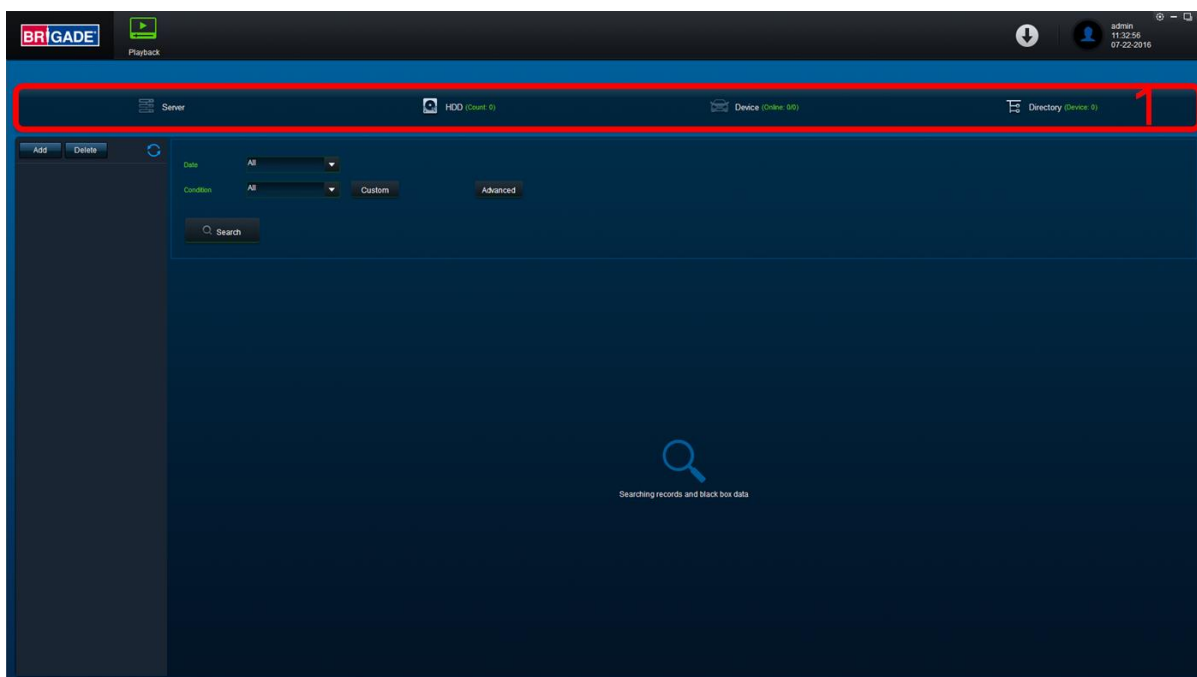 BRIGADE
Playback
admin
11:32:56
07-22-2016
Server
HDD (Count: 0)
Device (Online: 0/0)
Directory (Device: 0)
1
Add Delete
Date All
Condition All Custom Advanced
Search
Searching records and black box data